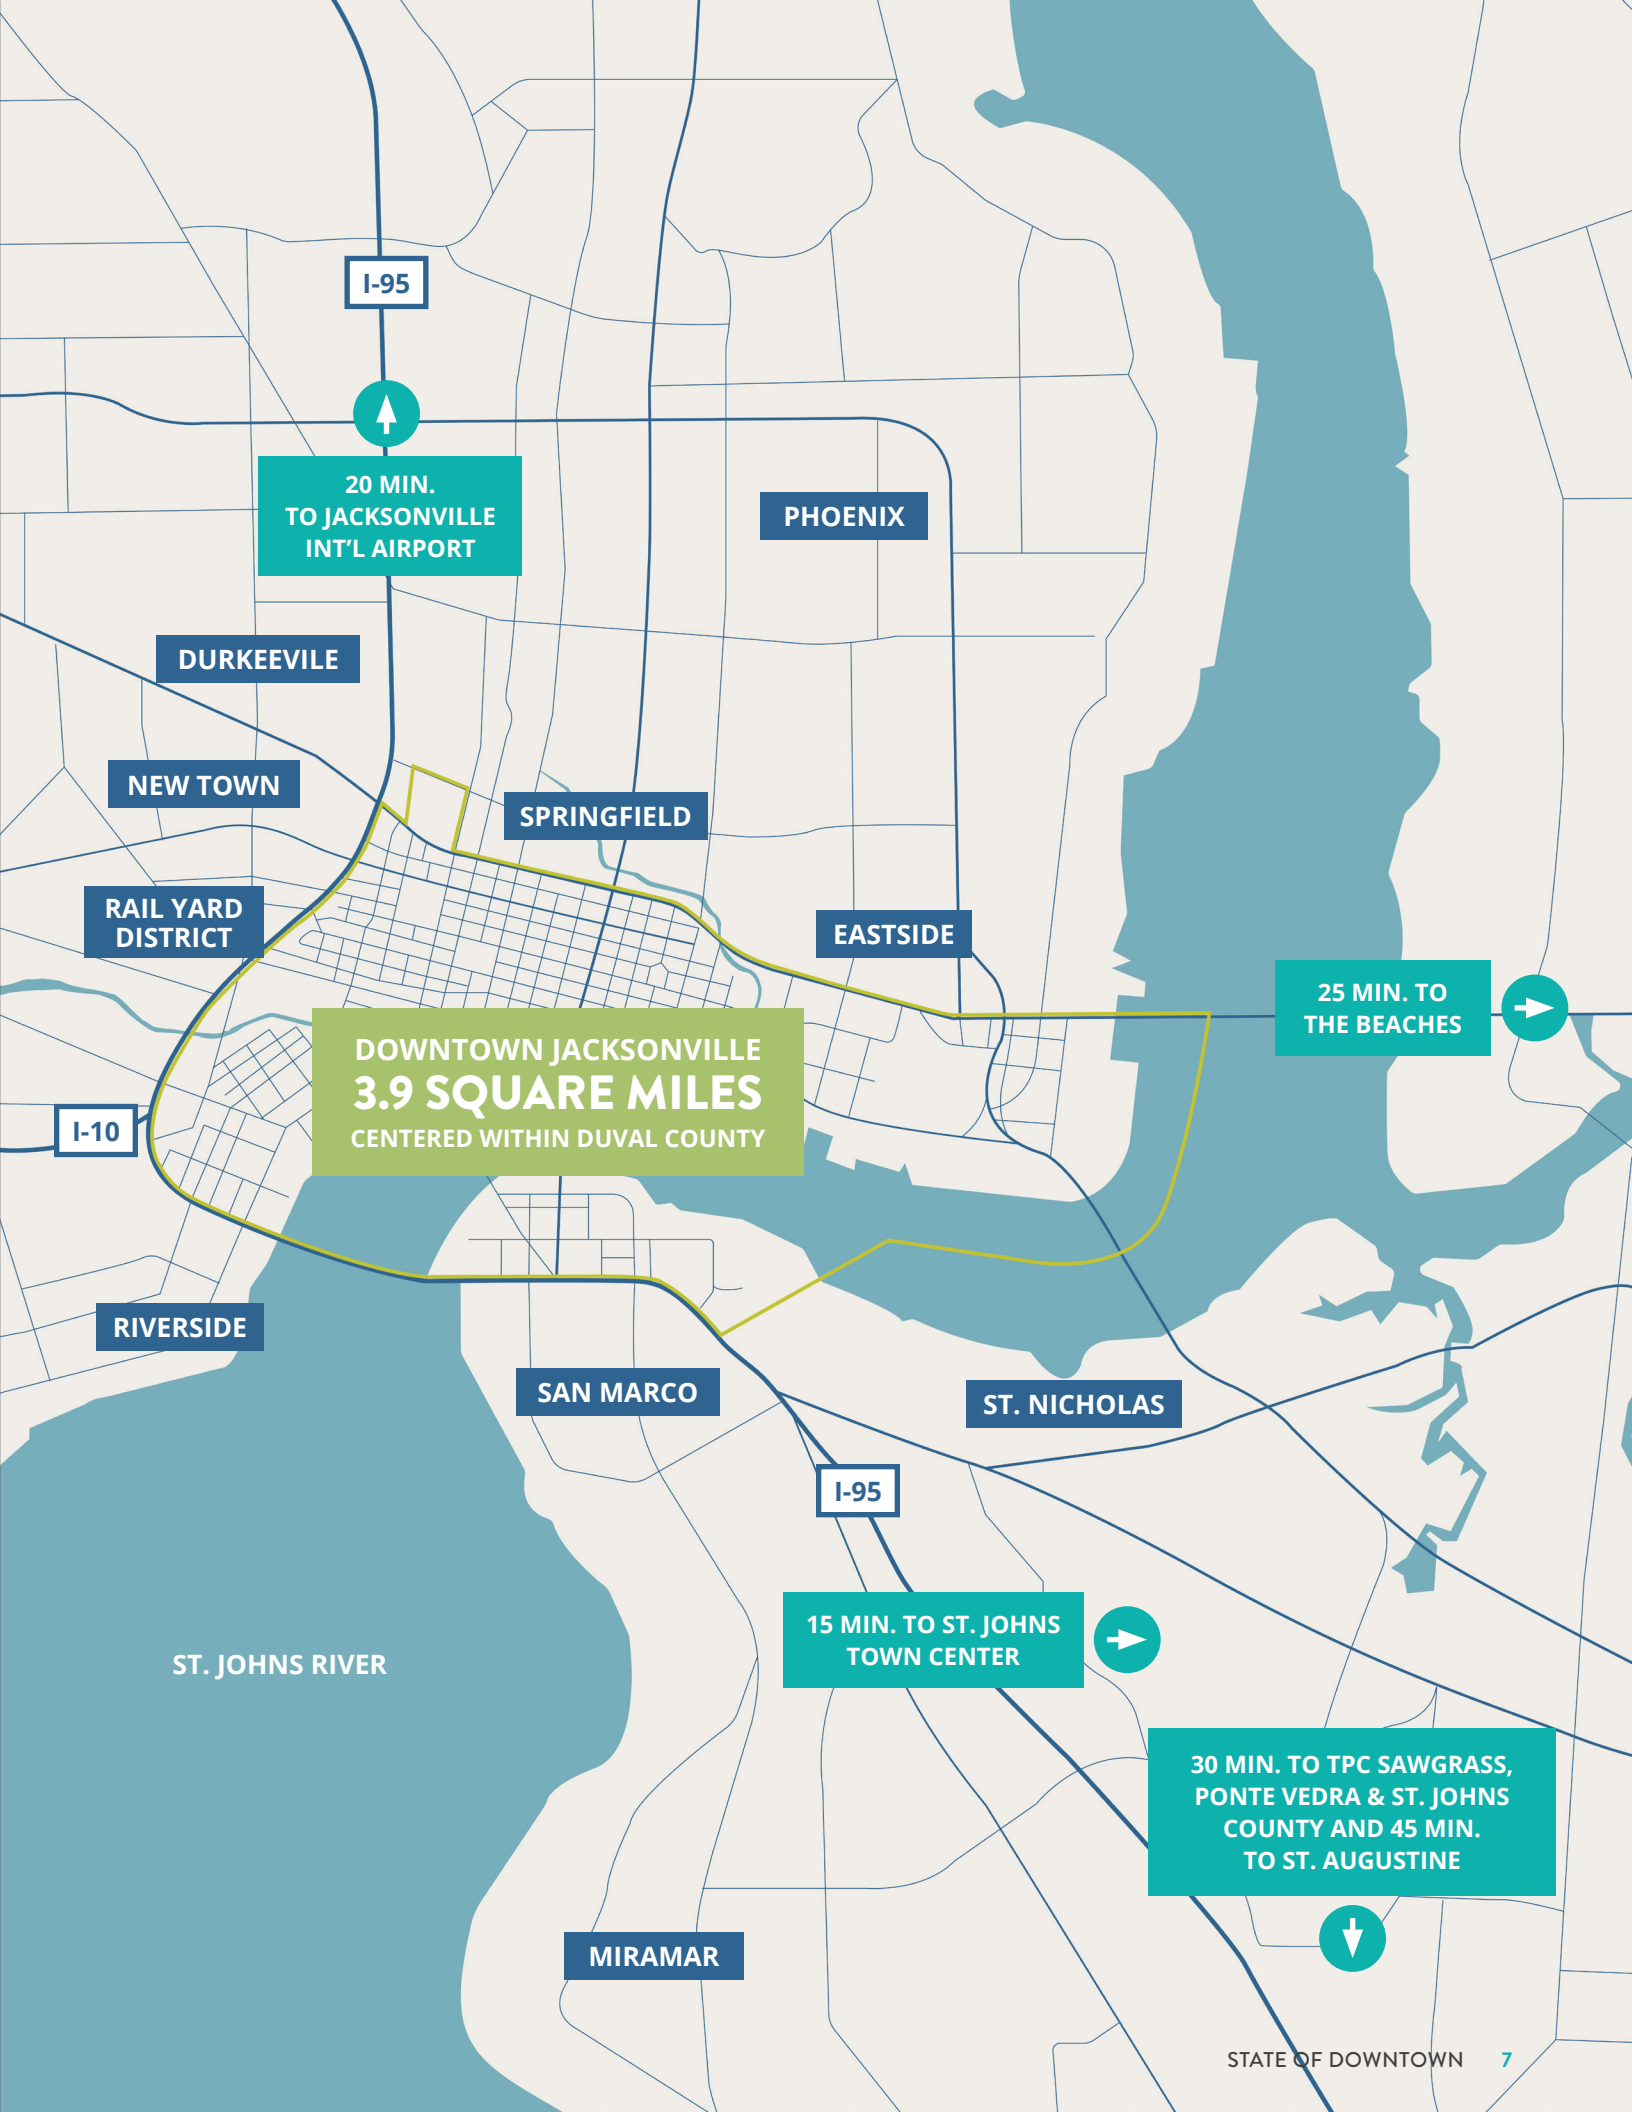 I-95
20 MIN.
TO JACKSONVILLE
INT'L AIRPORT
PHOENIX
DURKEEVILE
NEW TOWN
SPRINGFIELD
RAIL YARD
DISTRICT
EASTSIDE
25 MIN. TO
THE BEACHES
DOWNTOWN JACKSONVILLE
3.9 SQUARE MILES
CENTERED WITHIN DUVAL COUNTY
I-10
RIVERSIDE
SAN MARCO
ST. NICHOLAS
I-95
15 MIN. TO ST. JOHNS
TOWN CENTER
ST. JOHNS RIVER
30 MIN. TO TPC SAWGRASS,
PONTE VEDRA & ST. JOHNS
COUNTY AND 45 MIN.
TO ST. AUGUSTINE
MIRAMAR
STATE OF DOWNTOWN 7